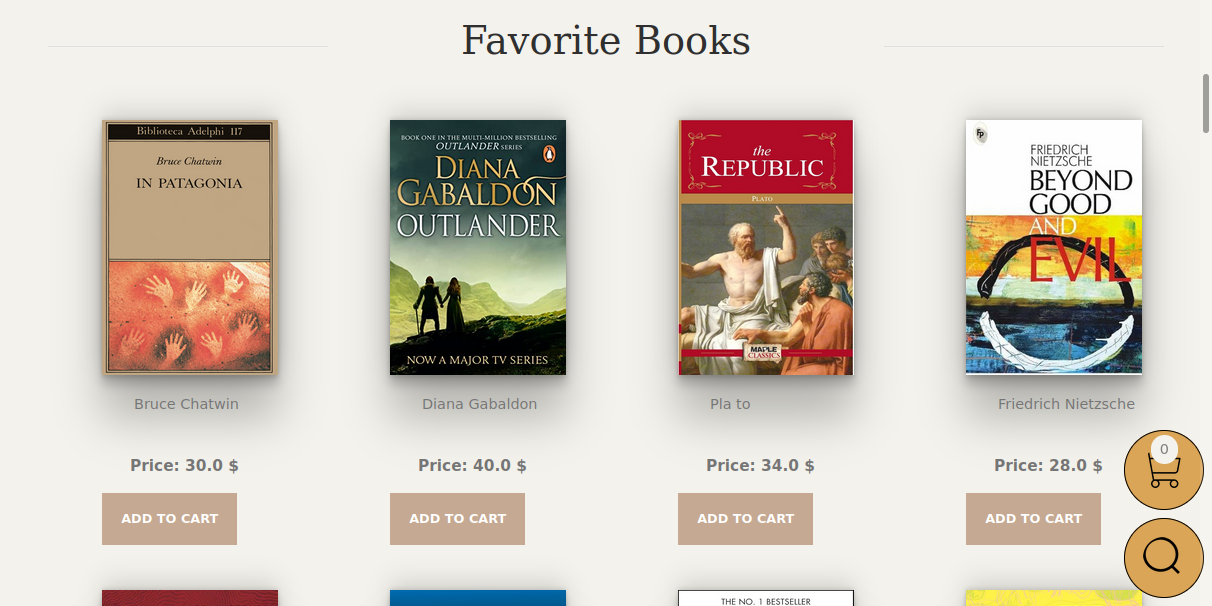 Favorite Books
Biblioteca Adelphi 117
Bruce Chatwin
IN PATAGONIA
BOOK ONE IN THE MULTI-MILLION BESTSELLING
OUTLANDER SERIES
DIANA
GABALDON
OUTLANDER
NOW A MAJOR TV SERIES
the
REPUBLIC
PLATO
MAPLE
CLASSICS
FP
FRIEDRICH
NIETZSCHE
BEYOND
GOOD
AND
EVIL
Bruce Chatwin
Diana Gabaldon
Pla to
Friedrich Nietzsche
Price: 30.0 $
Price: 40.0 $
Price: 34.0 $
Price: 28.0 $
0
ADD TO CART
ADD TO CART
ADD TO CART
ADD TO CART
THE NO. 1 BESTSELLER